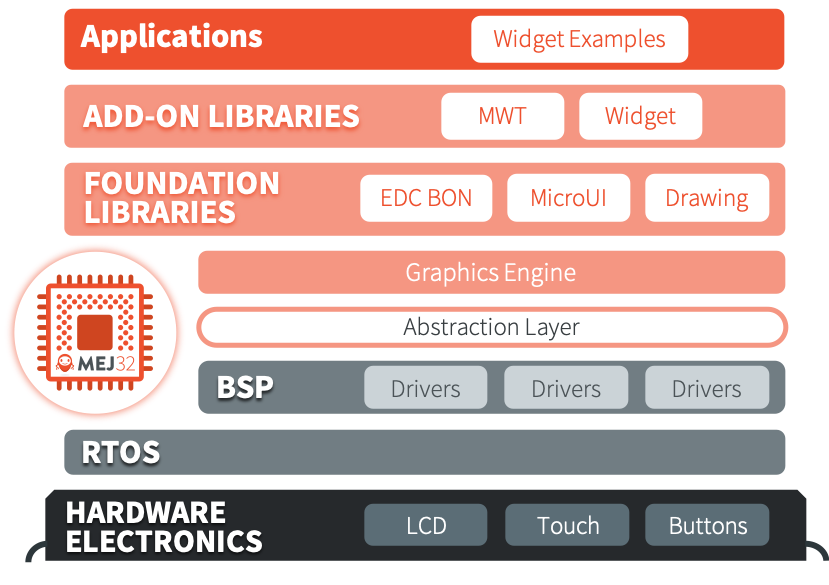 Applications
Widget Examples
ADD-ON LIBRARIES
MWT
Widget
FOUNDATION
LIBRARIES
EDC BON
MicroUI
Drawing
Graphics Engine
Abstraction Layer
MEJ32
BSP
Drivers
Drivers
Drivers
RTOS
HARDWARE
ELECTRONICS
LCD
Touch
Buttons